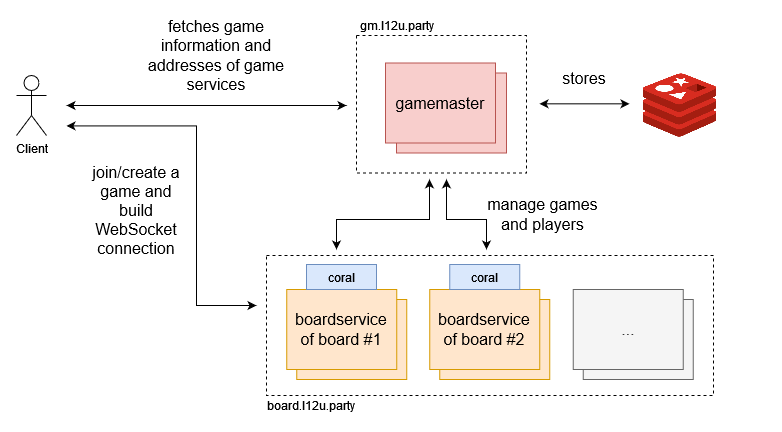 fetches game
information and
addresses of game
services
gm.l12u.party
gamemaster
stores
Client
join/create a
game and
build
WebSocket
connection
manage games
and players
coral
boardservice
of board #1
coral
boardservice
of board #2
...
board.l12u.party